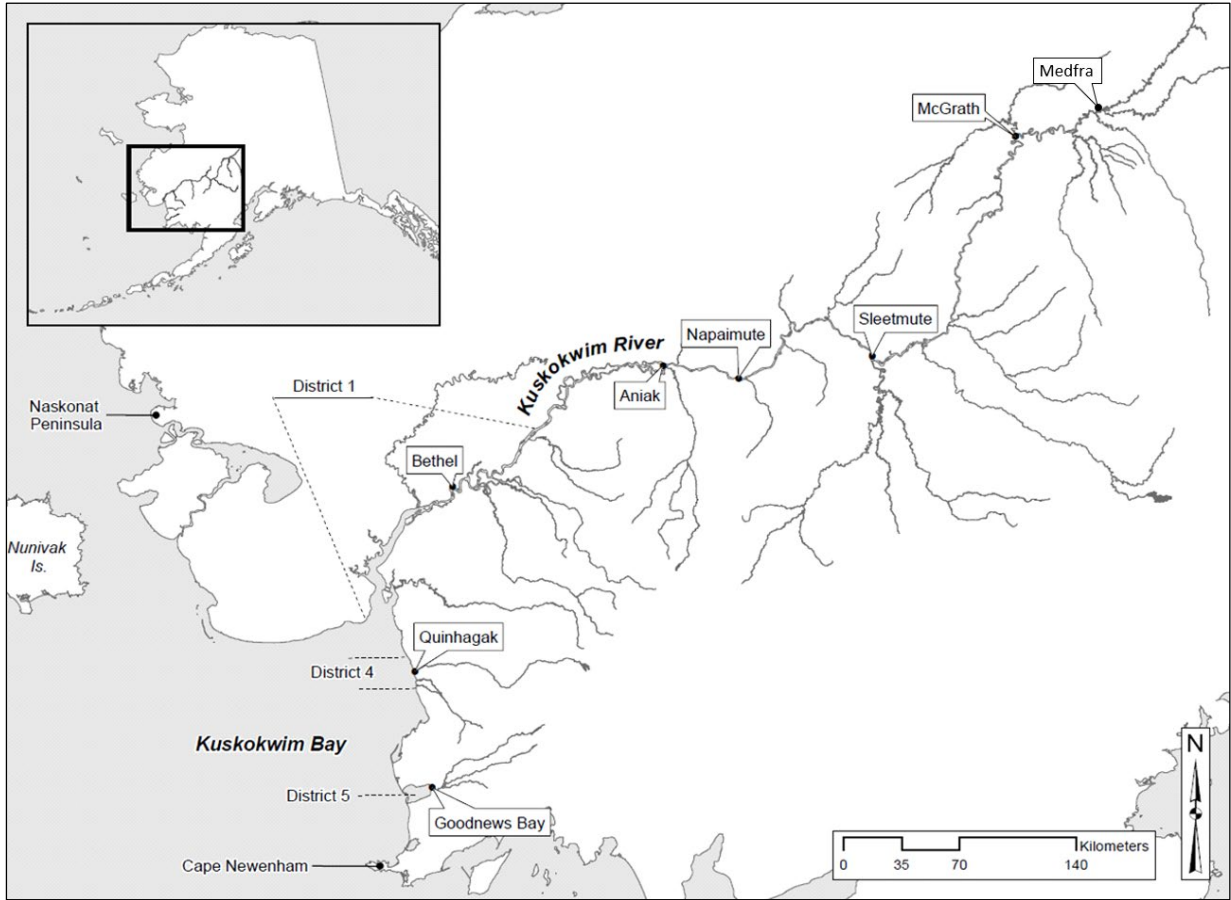 Medfra
McGrath
Sleetmute
Napaimute
Kuskokwim River
Aniak
District 1
Naskonat
Peninsula
Bethel
Nunivak
Is.
Quinhagak
District 4
Kuskokwim Bay
N
District 5
Goodnews Bay
Cape Newenham
Kilometers
0 35 70 140